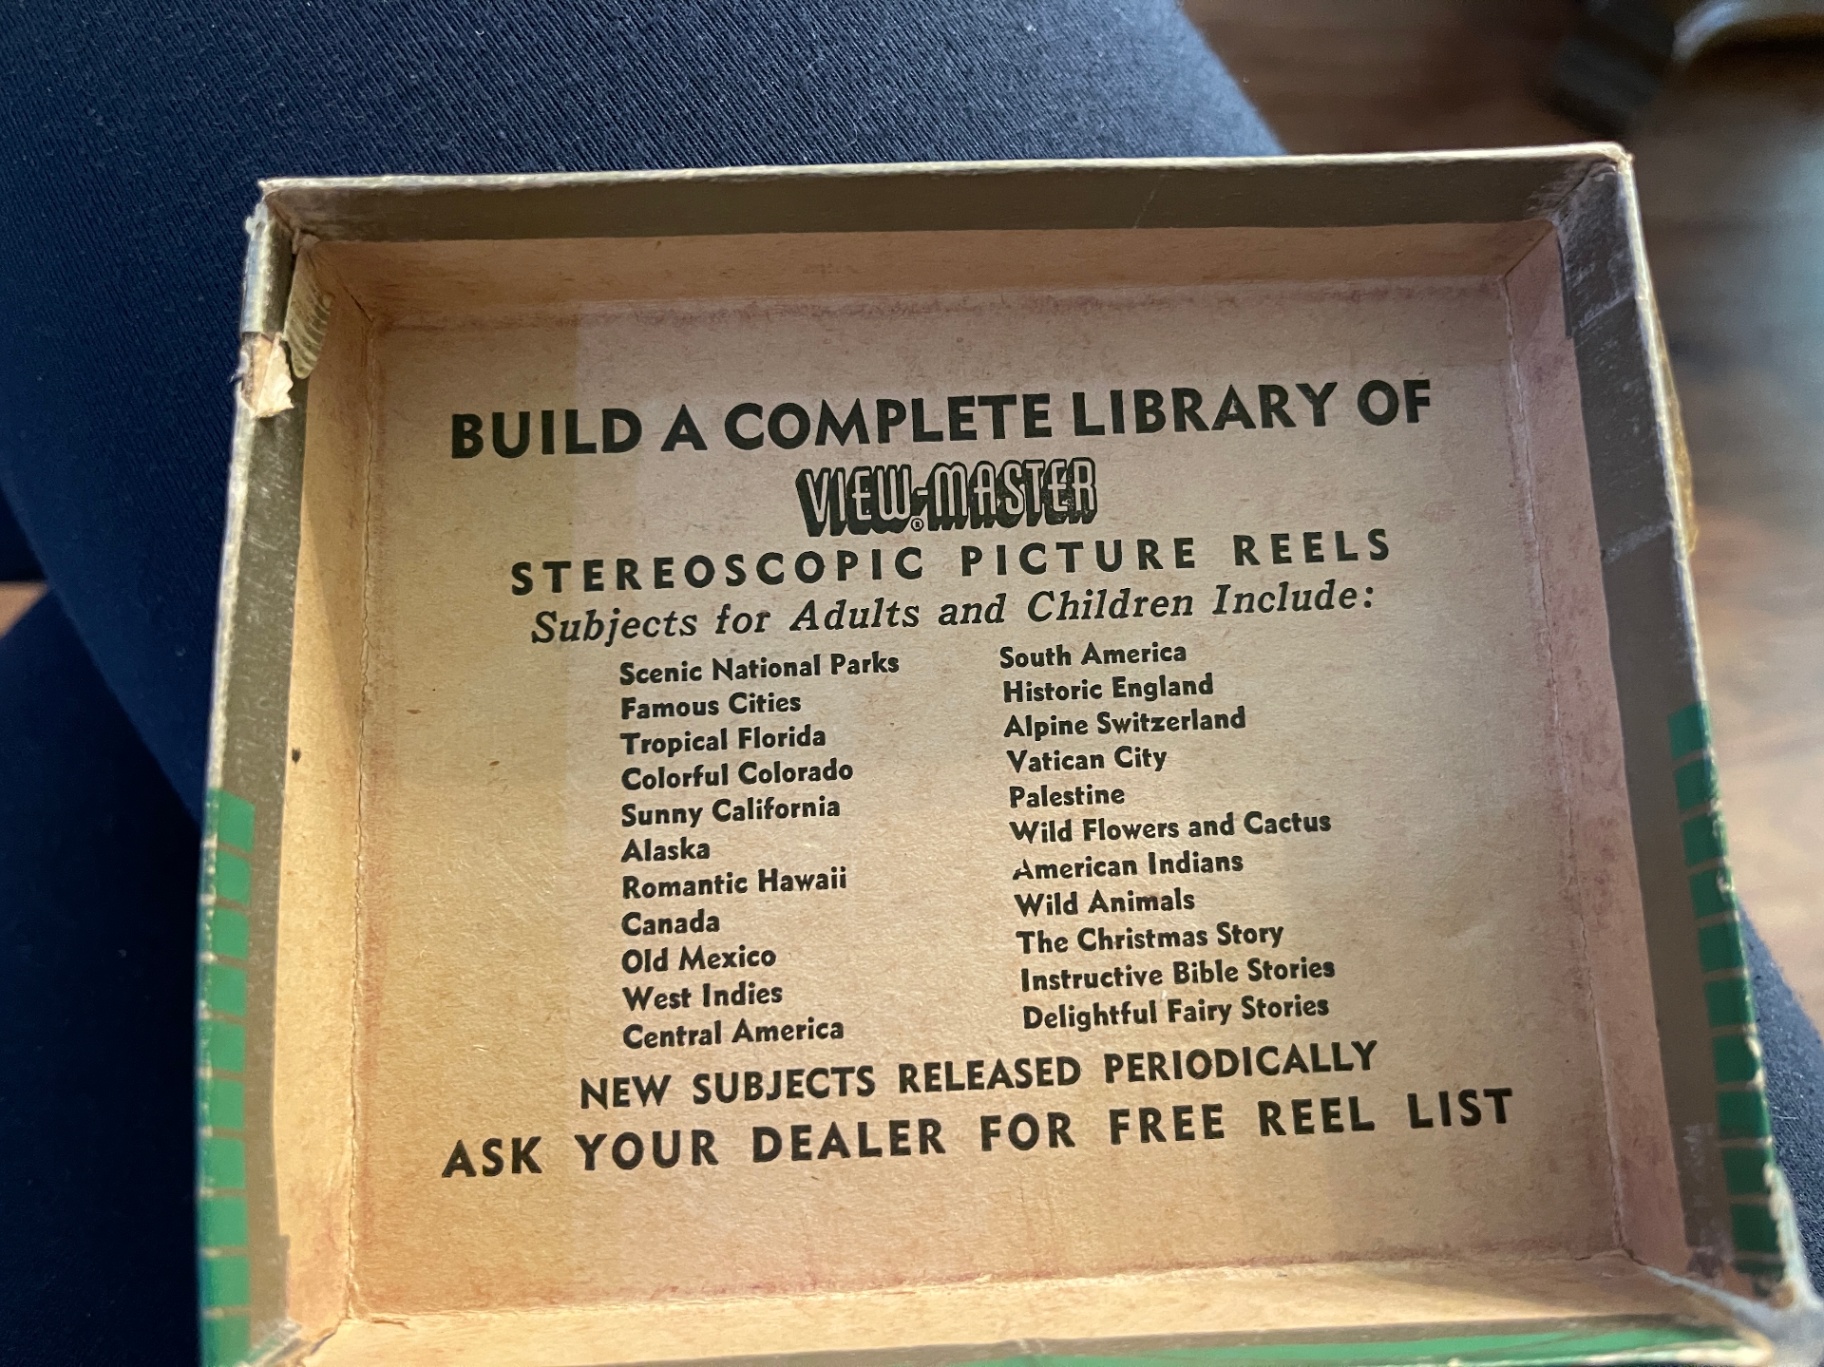 BUILD A COMPLETE LIBRARY OF
VIEW-MASTER®
STEREOSCOPIC PICTURE REELS
Subjects for Adults and Children Include:
Scenic National Parks
Famous Cities
Tropical Florida
Colorful Colorado
Sunny California
Alaska
Romantic Hawaii
Canada
Old Mexico
West Indies
Central America
South America
Historic England
Alpine Switzerland
Vatican City
Palestine
Wild Flowers and Cactus
American Indians
Wild Animals
The Christmas Story
Instructive Bible Stories
Delightful Fairy Stories
NEW SUBJECTS RELEASED PERIODICALLY
ASK YOUR DEALER FOR FREE REEL LIST